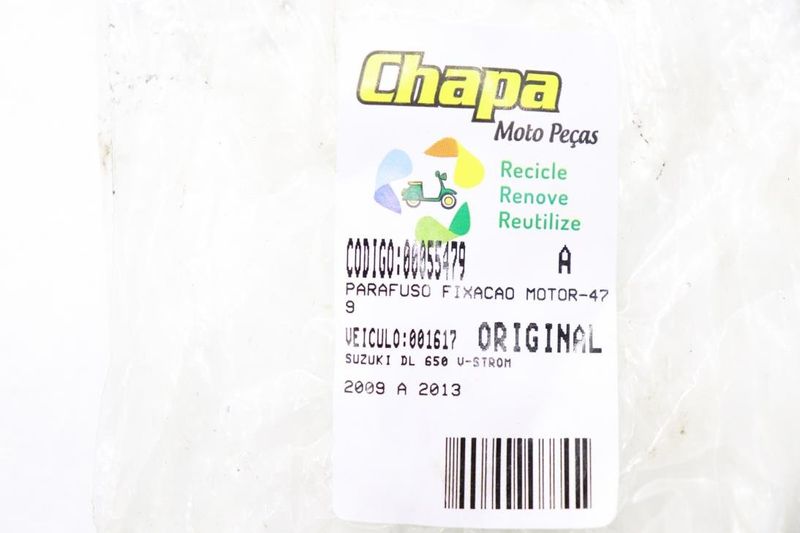 Chapa
Moto Peças
Recicle
Renove
Reutilize
CODIGO:00055479 A
PARAFUSO FIXACAO MOTOR-47
9
VEICULO:001617 ORIGINAL
SUZUKI DL 650 V-STROM
2009 A 2013